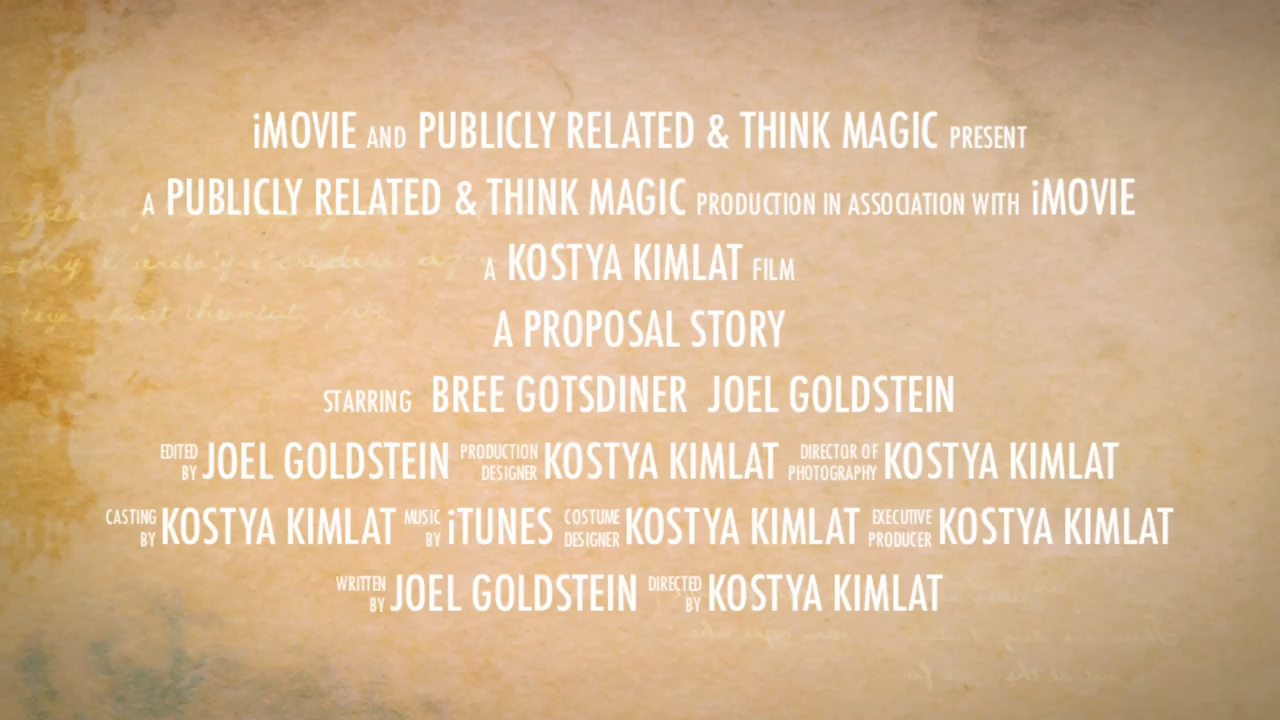 iMOVIE AND PUBLICLY RELATED & THINK MAGIC PRESENT
A PUBLICLY RELATED & THINK MAGIC PRODUCTION IN ASSOCIATION WITH iMOVIE
A KOSTYA KIMLAT FILM
A PROPOSAL STORY
STARRING BREE GOTSDINER JOEL GOLDSTEIN
EDITED BY JOEL GOLDSTEIN PRODUCTION DESIGNER KOSTYA KIMLAT DIRECTOR OF PHOTOGRAPHY KOSTYA KIMLAT
CASTING BY KOSTYA KIMLAT MUSIC BY iTUNES COSTUME DESIGNER KOSTYA KIMLAT EXECUTIVE PRODUCER KOSTYA KIMLAT
WRITTEN BY JOEL GOLDSTEIN DIRECTED BY KOSTYA KIMLAT